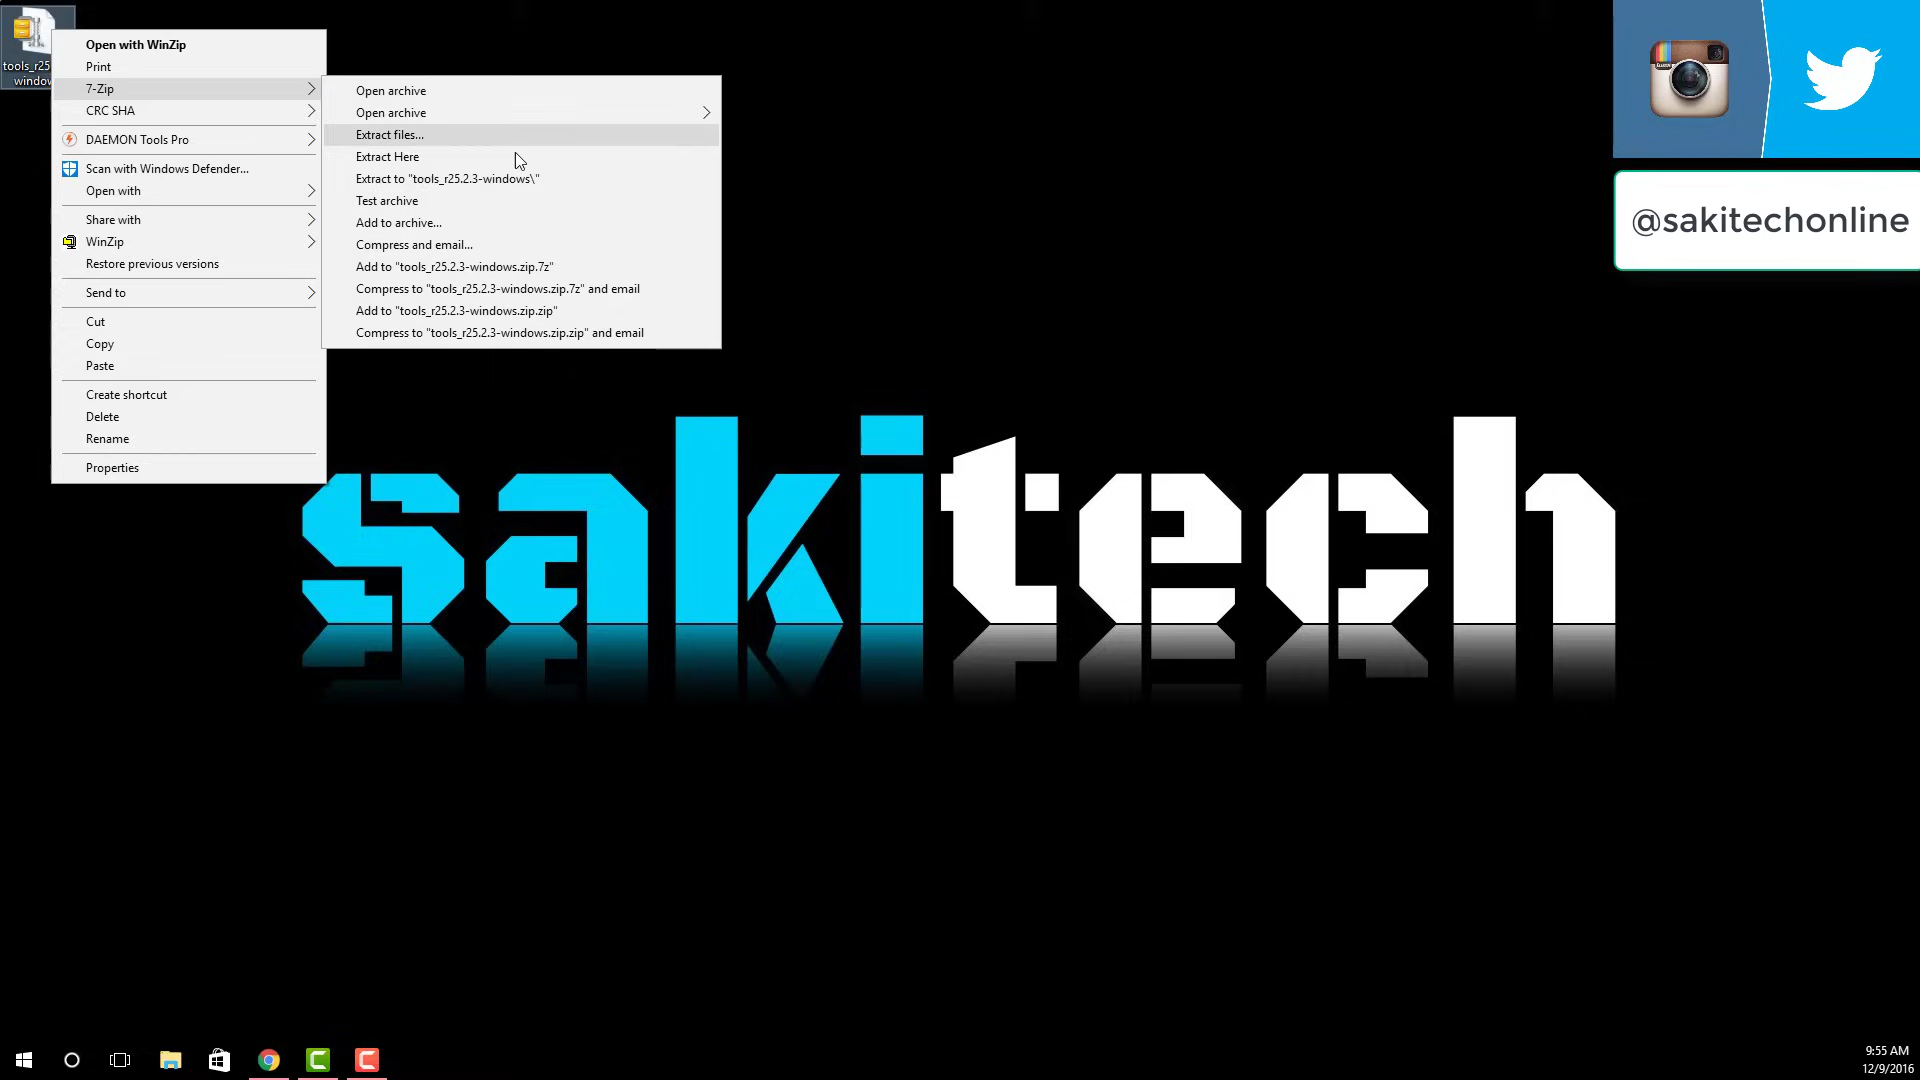 tools_r25
window
Open with WinZip
Print
7-Zip
CRC SHA
DAEMON Tools Pro
Scan with Windows Defender...
Open with
Share with
WinZip
Restore previous versions
Send to
Cut
Copy
Paste
Create shortcut
Delete
Rename
Properties
Open archive
Open archive
Extract files...
Extract Here
Extract to "tools_r25.2.3-windows\"
Test archive
Add to archive...
Compress and email...
Add to "tools_r25.2.3-windows.zip.7z"
Compress to "tools_r25.2.3-windows.zip.7z" and email
Add to "tools_r25.2.3-windows.zip.zip"
Compress to "tools_r25.2.3-windows.zip.zip" and email
@sakitechonline
sakitech
9:55 AM
12/9/2016